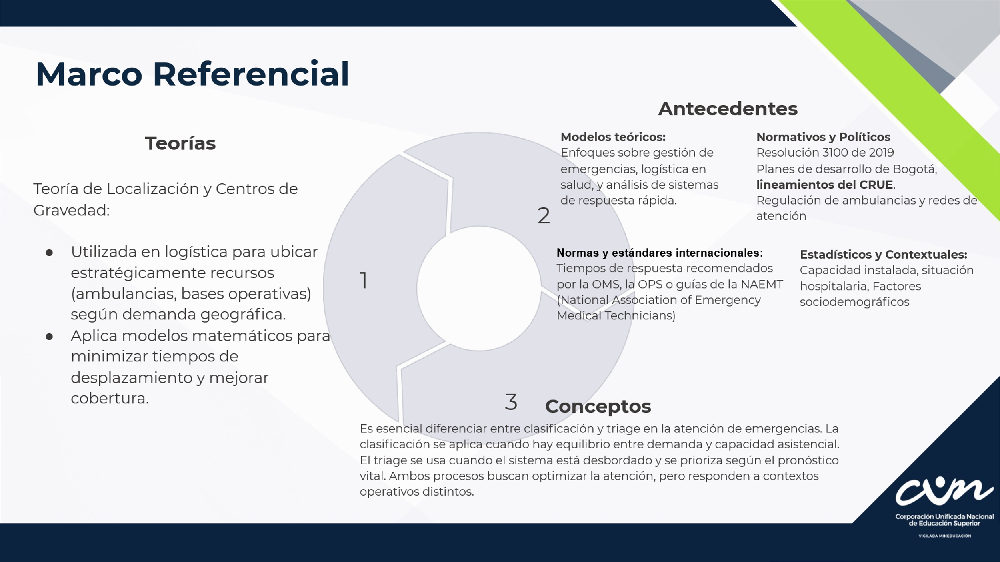 Marco Referencial
Teorías
Teoría de Localización y Centros de
Gravedad:
● Utilizada en logística para ubicar
estratégicamente recursos
(ambulancias, bases operativas)
según demanda geográfica.
● Aplica modelos matemáticos para
minimizar tiempos de
desplazamiento y mejorar
cobertura.
1
2
Antecedentes
Modelos teóricos:
Enfoques sobre gestión de
emergencias, logística en
salud, y análisis de sistemas
de respuesta rápida.
Normativos y Políticos
Resolución 3100 de 2019
Planes de desarrollo de Bogotá,
lineamientos del CRUE.
Regulación de ambulancias y redes de
atención
Normas y estándares internacionales:
Tiempos de respuesta recomendados
por la OMS, la OPS o guías de la NAEMT
(National Association of Emergency
Medical Technicians)
Estadísticos y Contextuales:
Capacidad instalada, situación
hospitalaria, Factores
sociodemográficos
3
Conceptos
Es esencial diferenciar entre clasificación y triage en la atención de emergencias. La
clasificación se aplica cuando hay equilibrio entre demanda y capacidad asistencial.
El triage se usa cuando el sistema está desbordado y se prioriza según el pronóstico
vital. Ambos procesos buscan optimizar la atención, pero responden a contextos
operativos distintos.
cun
Corporación Unificada Nacional
de Educación Superior
VIGILADA MINEDUCACIÓN